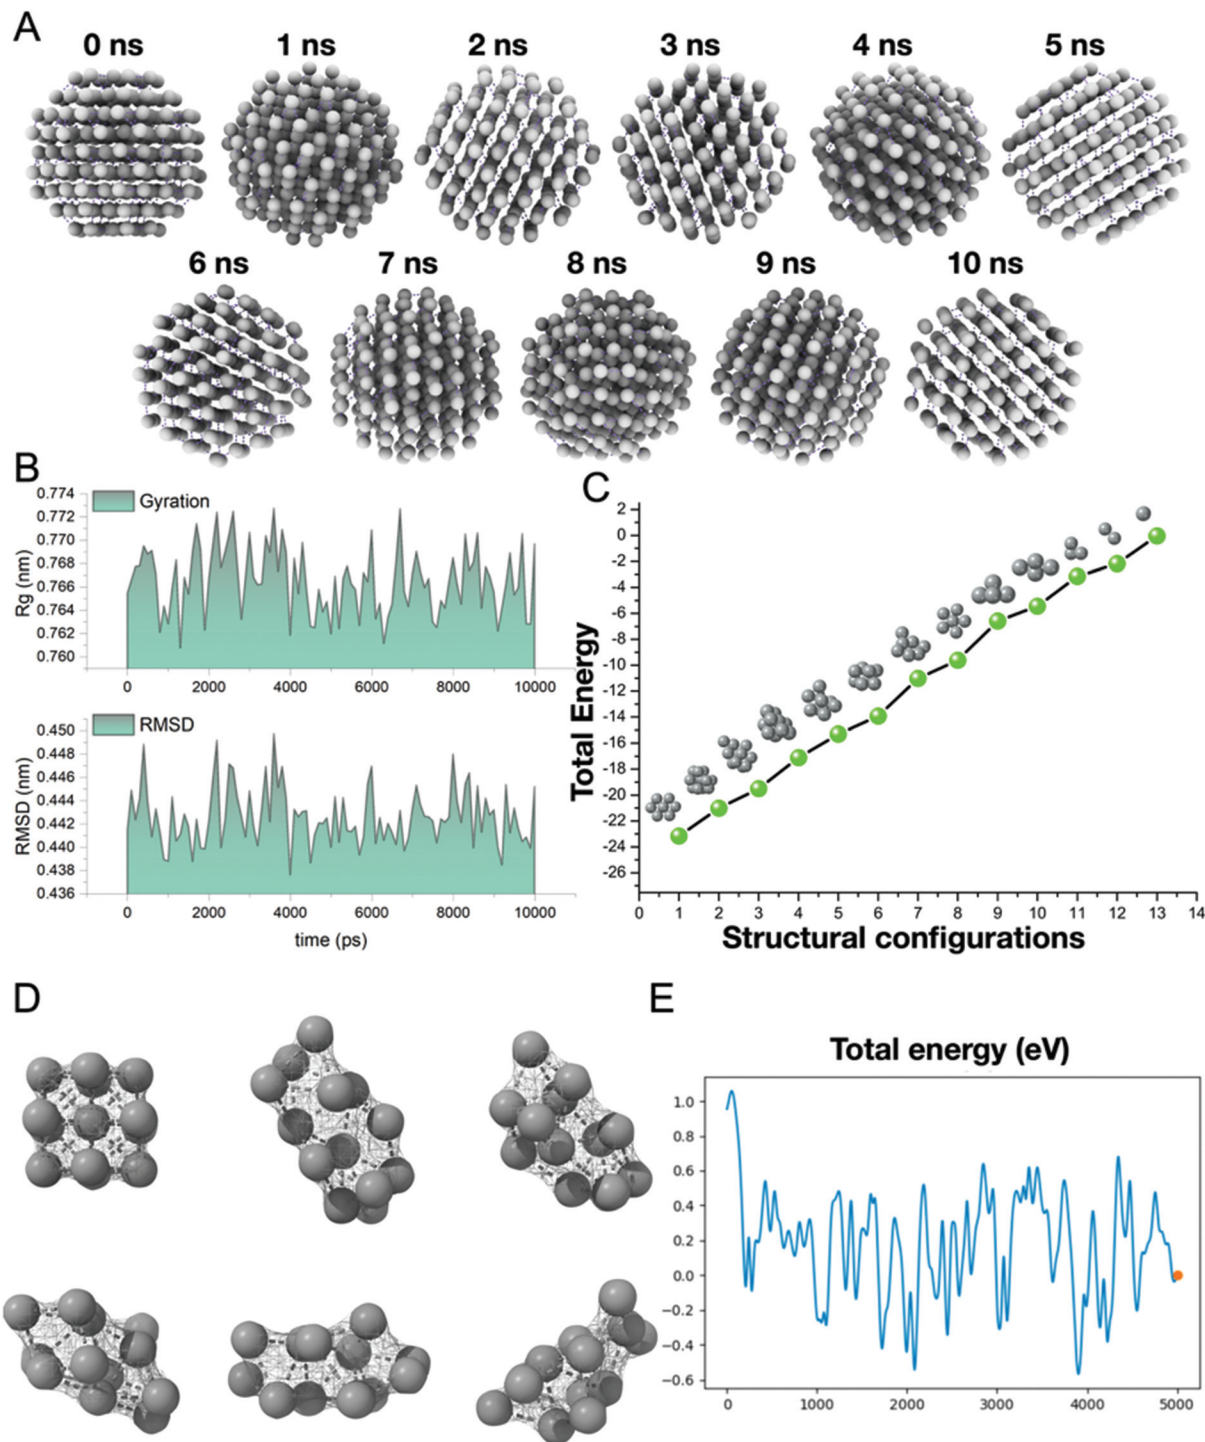 A
0 ns 1 ns 2 ns 3 ns 4 ns 5 ns
6 ns 7 ns 8 ns 9 ns 10 ns
B
Gyration
Rg (nm)
0.774
0.772
0.770
0.768
0.766
0.764
0.762
0.760
0 2000 4000 6000 8000 10000
RMSD
RMSD (nm)
0.450
0.448
0.446
0.444
0.442
0.440
0.438
0.436
0 2000 4000 6000 8000 10000
time (ps)
C
Total Energy
2
0
-2
-4
-6
-8
-10
-12
-14
-16
-18
-20
-22
-24
-26
0 1 2 3 4 5 6 7 8 9 10 11 12 13 14
Structural configurations
D
E
Total energy (eV)
1.0
0.8
0.6
0.4
0.2
0.0
−0.2
−0.4
−0.6
0 1000 2000 3000 4000 5000